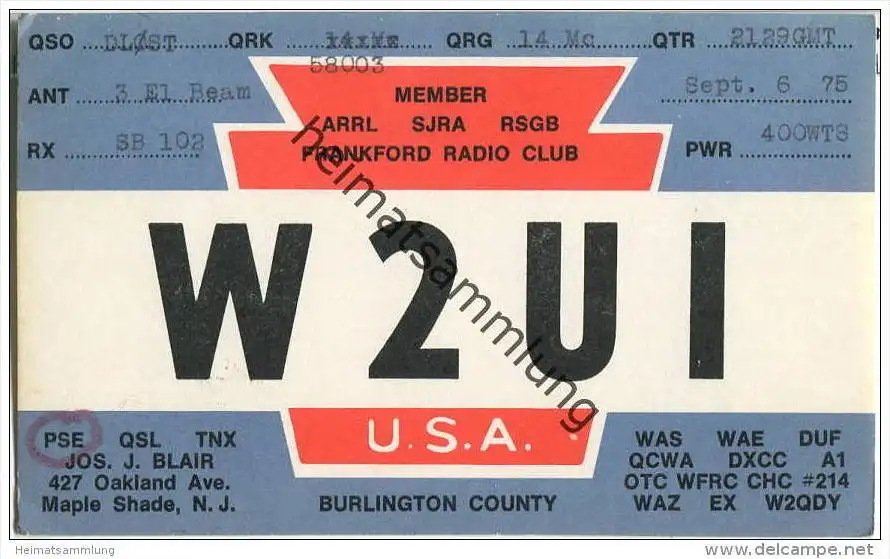 QSO DLØST QRK 14 Mc QRG 14 Mc QTR 2129GMT
58003
ANT 3 El Beam MEMBER Sept. 6 75
ARRL SJRA RSGB
RX SB 102 FRANKFORD RADIO CLUB PWR 400WTS
W2UI
U.S.A.
PSE QSL TNX
JOS. J. BLAIR
427 Oakland Ave.
Maple Shade, N. J.
BURLINGTON COUNTY
WAS WAE DUF
QCWA DXCC A1
OTC WFRC CHC #214
WAZ EX W2QDY
heimatsammlung
Heimatsammlung
www.delcampe.net